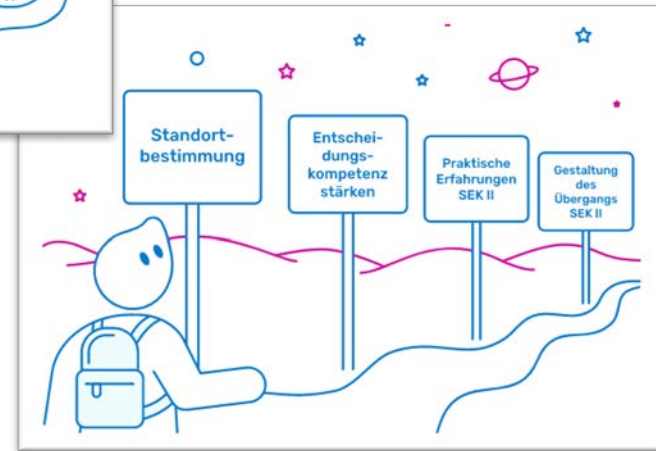 Standort-
bestimmung
Entschei-
dungs-
kompetenz
stärken
Praktische
Erfahrungen
SEK II
Gestaltung
des
Übergangs
SEK II